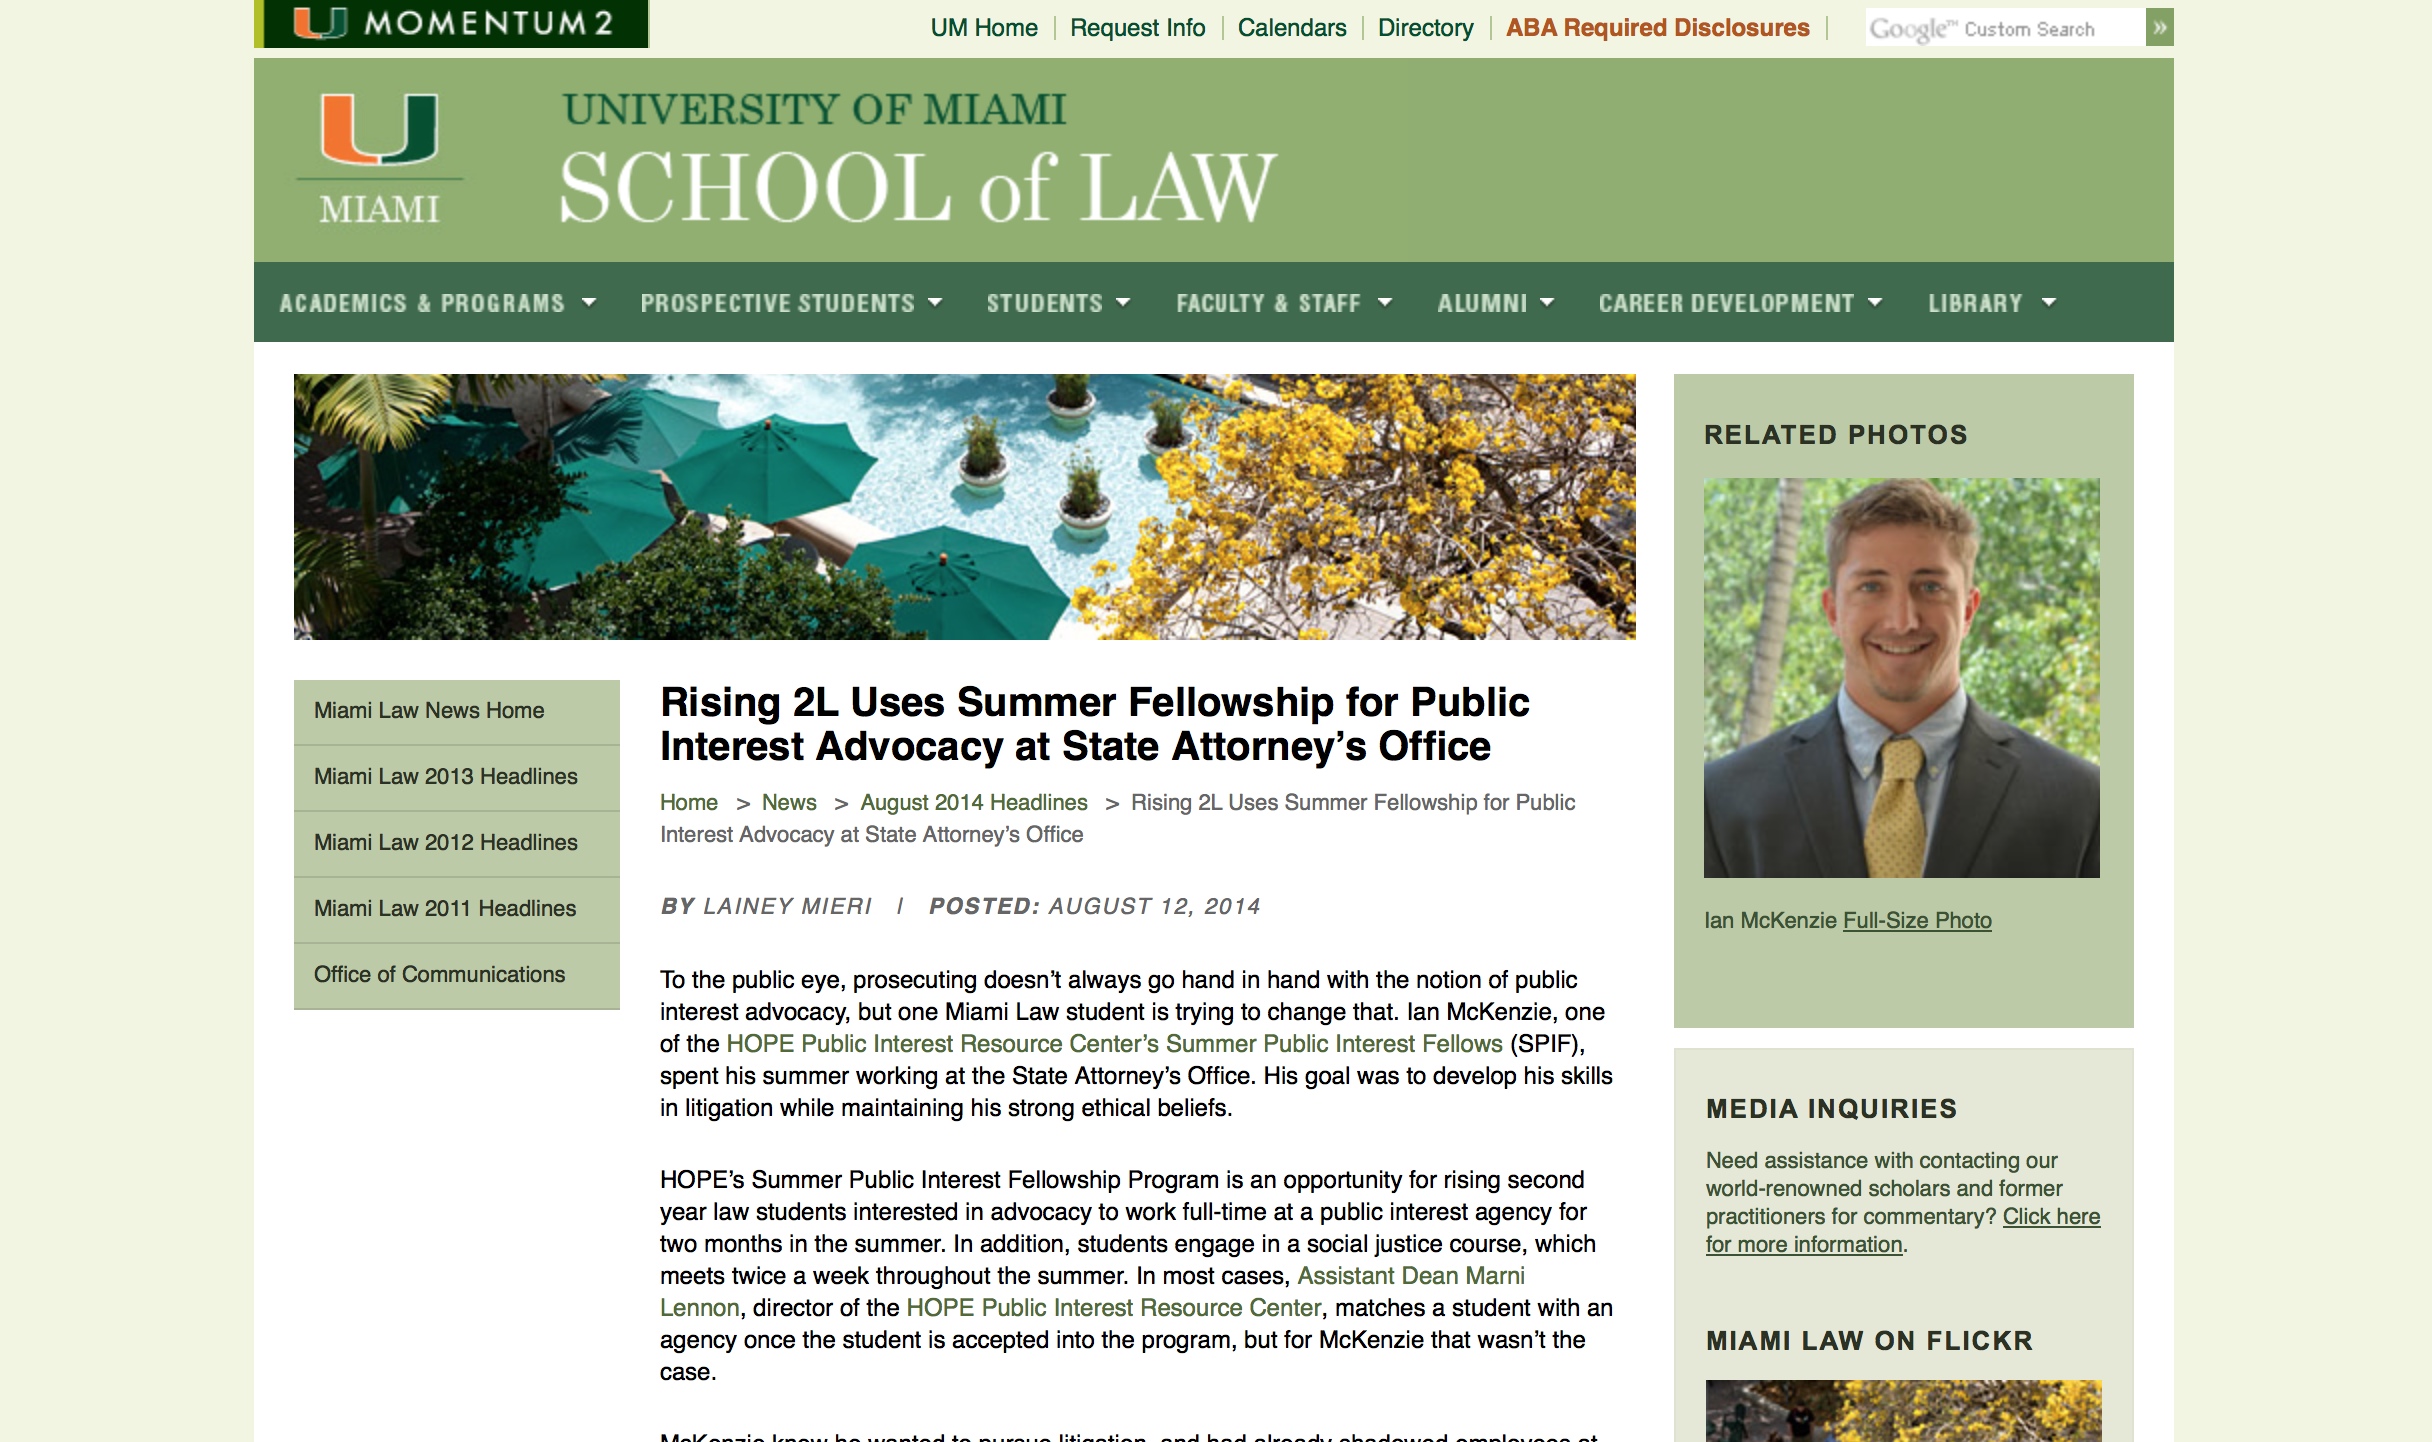 U MOMENTUM 2
UM Home
Request Info
Calendars
Directory
ABA Required Disclosures
Google™ Custom Search
»
MIAMI
UNIVERSITY OF MIAMI
SCHOOL of LAW
ACADEMICS & PROGRAMS
PROSPECTIVE STUDENTS
STUDENTS
FACULTY & STAFF
ALUMNI
CAREER DEVELOPMENT
LIBRARY
Miami Law News Home
Miami Law 2013 Headlines
Miami Law 2012 Headlines
Miami Law 2011 Headlines
Office of Communications
Rising 2L Uses Summer Fellowship for Public
Interest Advocacy at State Attorney’s Office
Home > News > August 2014 Headlines > Rising 2L Uses Summer Fellowship for Public
Interest Advocacy at State Attorney’s Office
BY LAINEY MIERI | POSTED: AUGUST 12, 2014
To the public eye, prosecuting doesn’t always go hand in hand with the notion of public
interest advocacy, but one Miami Law student is trying to change that. Ian McKenzie, one
of the HOPE Public Interest Resource Center’s Summer Public Interest Fellows (SPIF),
spent his summer working at the State Attorney’s Office. His goal was to develop his skills
in litigation while maintaining his strong ethical beliefs.
HOPE’s Summer Public Interest Fellowship Program is an opportunity for rising second
year law students interested in advocacy to work full-time at a public interest agency for
two months in the summer. In addition, students engage in a social justice course, which
meets twice a week throughout the summer. In most cases, Assistant Dean Marni
Lennon, director of the HOPE Public Interest Resource Center, matches a student with an
agency once the student is accepted into the program, but for McKenzie that wasn’t the
case.
McKenzie knew he wanted to pursue litigation, and had already shadowed employees at
RELATED PHOTOS
Ian McKenzie Full-Size Photo
MEDIA INQUIRIES
Need assistance with contacting our
world-renowned scholars and former
practitioners for commentary? Click here
for more information.
MIAMI LAW ON FLICKR